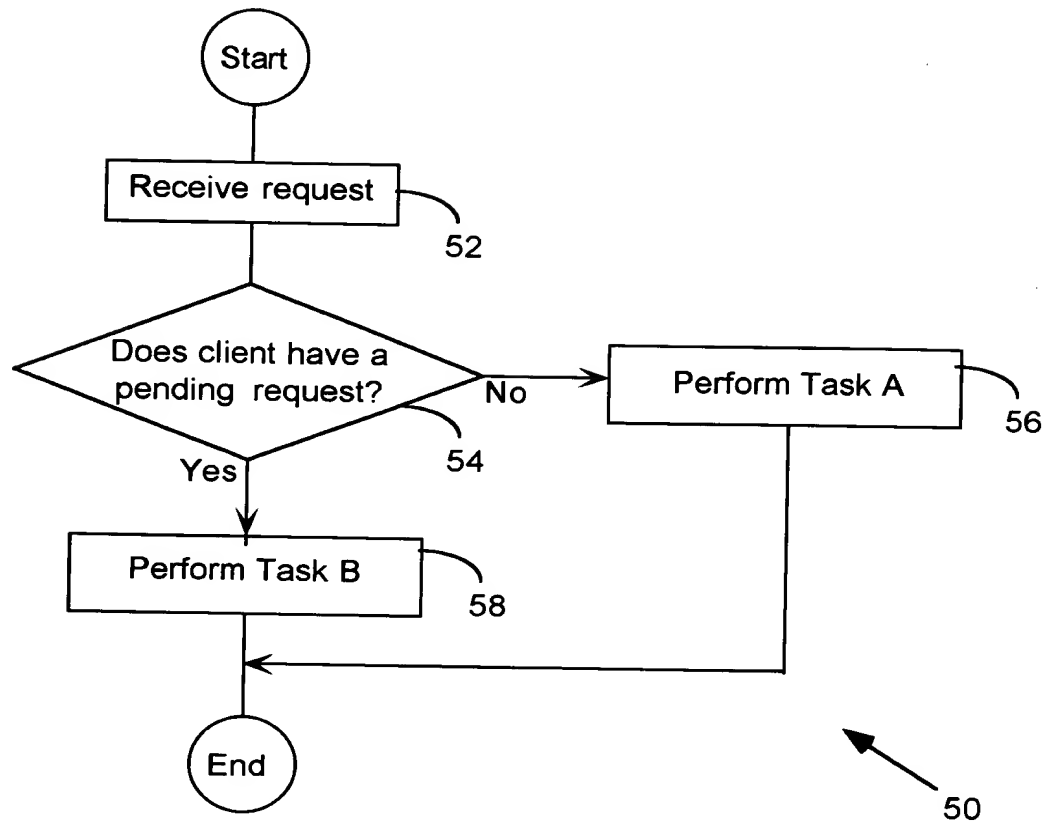 Start
Receive request
52
Does client have a
pending request?
No
Perform Task A
56
54
Yes
Perform Task B
58
End
50